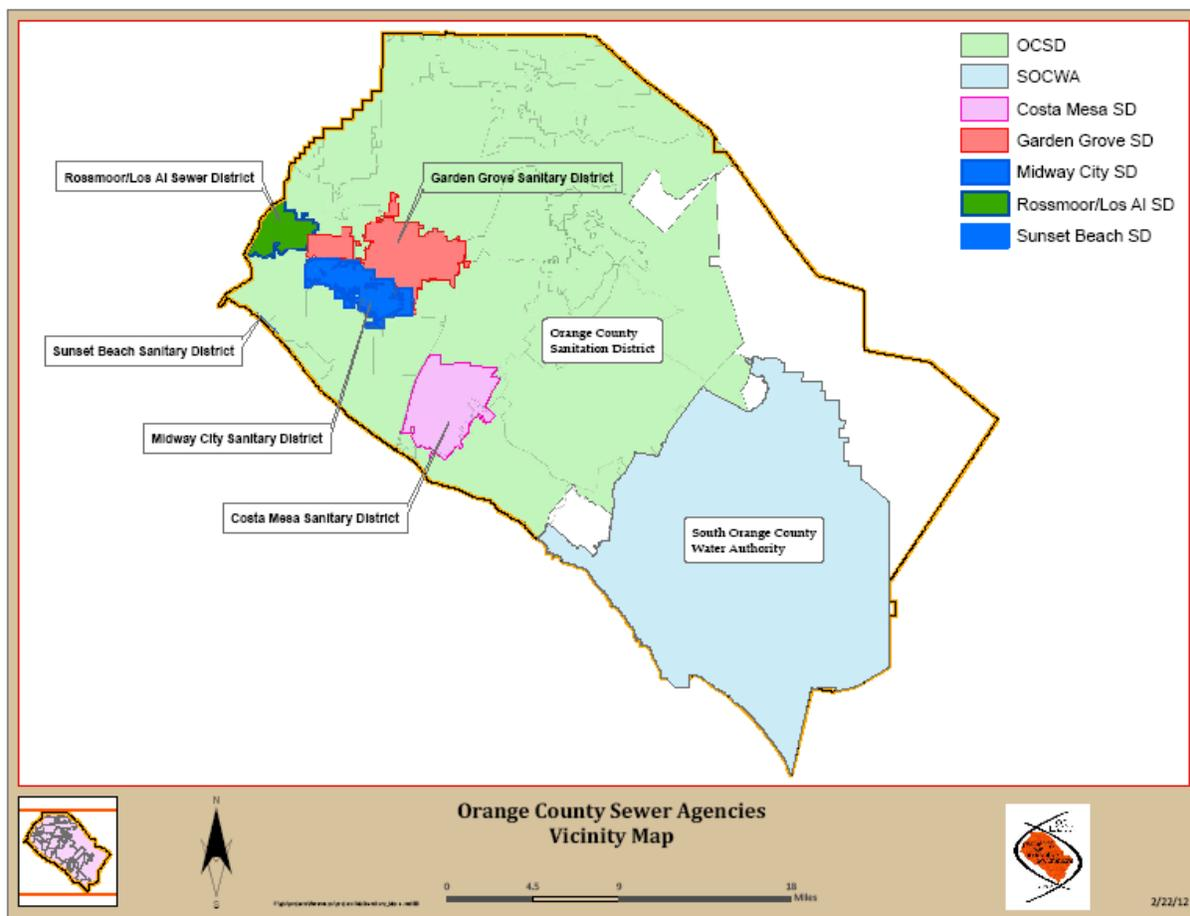 OCSD
SOCWA
Costa Mesa SD
Garden Grove SD
Midway City SD
Rossmoor/Los Al SD
Sunset Beach SD
Rossmoor/Los Al Sewer District
Garden Grove Sanitary District
Orange County
Sanitation District
Sunset Beach Sanitary District
Midway City Sanitary District
Costa Mesa Sanitary District
South Orange County
Water Authority
Orange County Sewer Agencies
Vicinity Map
N
S
0 4.5 9 18
Miles
2/22/12